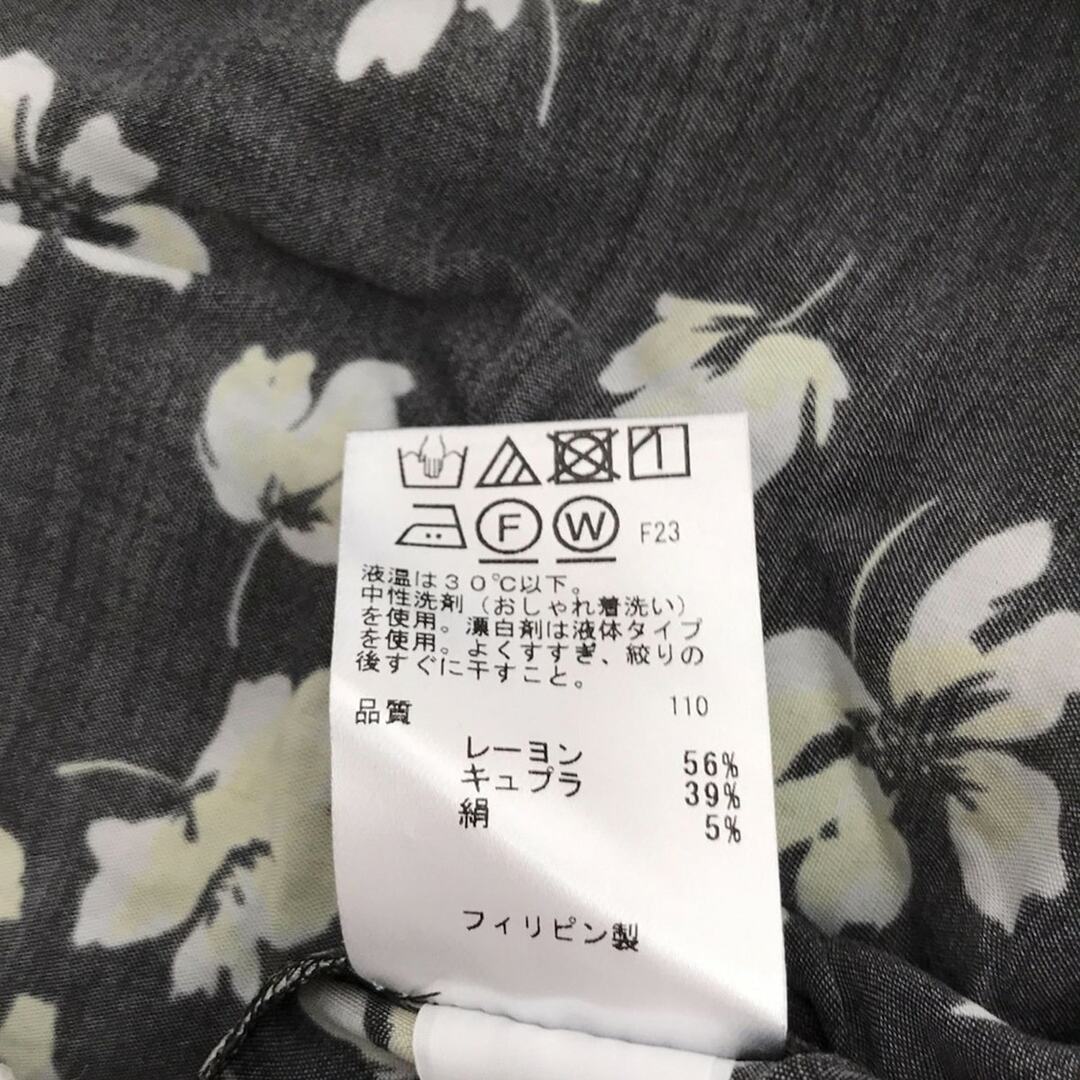 F W F23
液温は30℃以下。
中性洗剤（おしゃれ着洗い）
を使用。漂白剤は液体タイプ
を使用。よくすすぎ、絞りの
後すぐに干すこと。
品質 110
レーヨン 56%
キュプラ 39%
絹 5%
フィリピン製